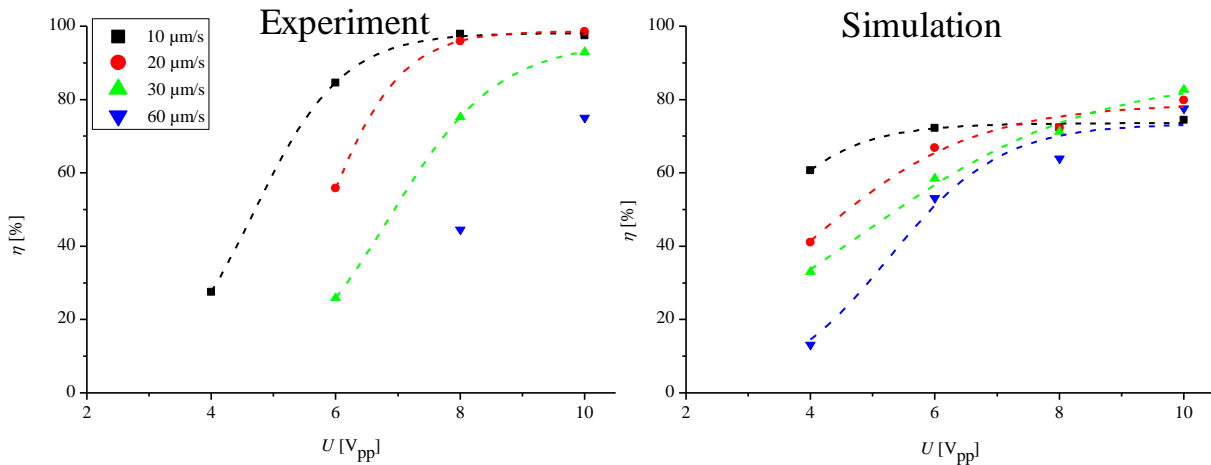 Experiment
100
80
60
40
20
0
η [%]
10 µm/s
20 µm/s
30 µm/s
60 µm/s
2 4 6 8 10
U [Vpp]
Simulation
100
80
60
40
20
0
η [%]
2 4 6 8 10
U [Vpp]